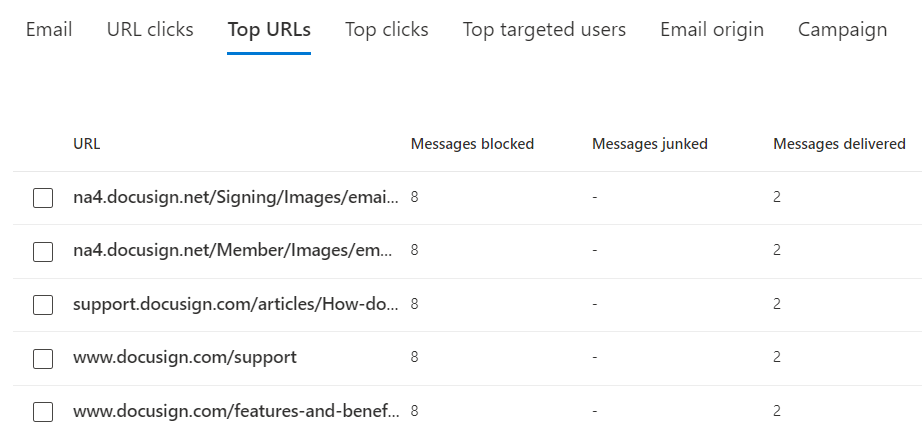 Email URL clicks Top URLs Top clicks Top targeted users Email origin Campaign
URL Messages blocked Messages junked Messages delivered
na4.docusign.net/Signing/Images/emai... 8 - 2
na4.docusign.net/Member/Images/em... 8 - 2
support.docusign.com/articles/How-do... 8 - 2
www.docusign.com/support 8 - 2
www.docusign.com/features-and-benef... 8 - 2